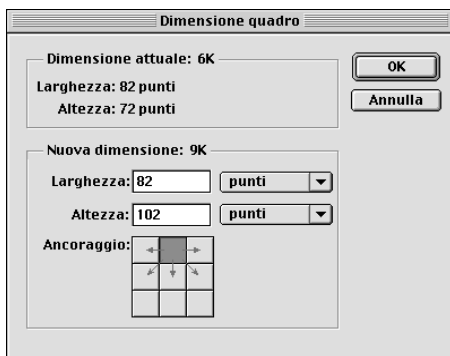 Dimensione quadro
Dimensione attuale: 6K
Larghezza: 82 punti
Altezza: 72 punti
OK
Annulla
Nuova dimensione: 9K
Larghezza: 82 punti
Altezza: 102 punti
Ancoraggio: